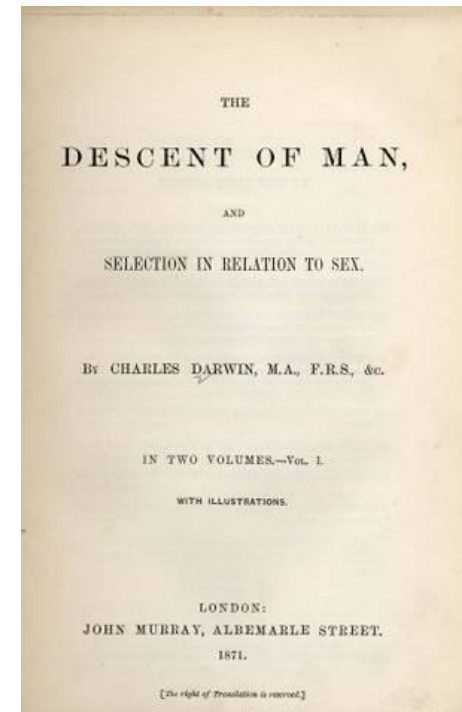 THE
DESCENT OF MAN,
AND
SELECTION IN RELATION TO SEX.
BY CHARLES DARWIN, M.A., F.R.S., &c.
IN TWO VOLUMES.—VOL. I.
WITH ILLUSTRATIONS.
LONDON:
JOHN MURRAY, ALBEMARLE STREET.
1871.
[The right of Translation is reserved.]